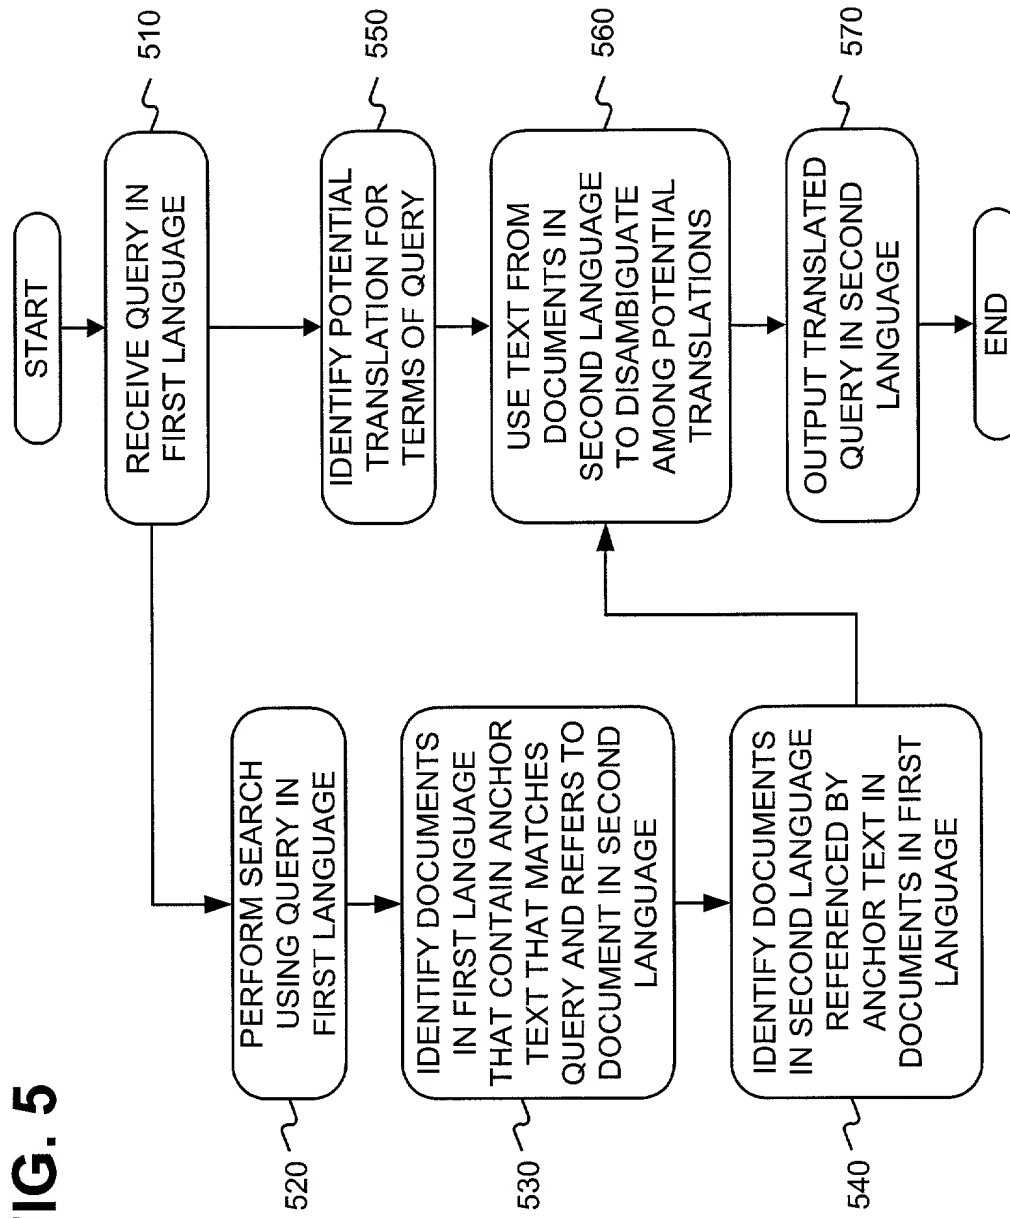 START
RECEIVE QUERY IN
FIRST LANGUAGE
510
PERFORM SEARCH
USING QUERY IN
FIRST LANGUAGE
520
IDENTIFY DOCUMENTS
IN FIRST LANGUAGE
THAT CONTAIN ANCHOR
TEXT THAT MATCHES
QUERY AND REFERS TO
DOCUMENT IN SECOND
LANGUAGE
530
IDENTIFY DOCUMENTS
IN SECOND LANGUAGE
REFERENCED BY
ANCHOR TEXT IN
DOCUMENTS IN FIRST
LANGUAGE
540
IDENTIFY POTENTIAL
TRANSLATION FOR
TERMS OF QUERY
550
USE TEXT FROM
DOCUMENTS IN
SECOND LANGUAGE
TO DISAMBIGUATE
AMONG POTENTIAL
TRANSLATIONS
560
OUTPUT TRANSLATED
QUERY IN SECOND
LANGUAGE
570
END
FIG. 5